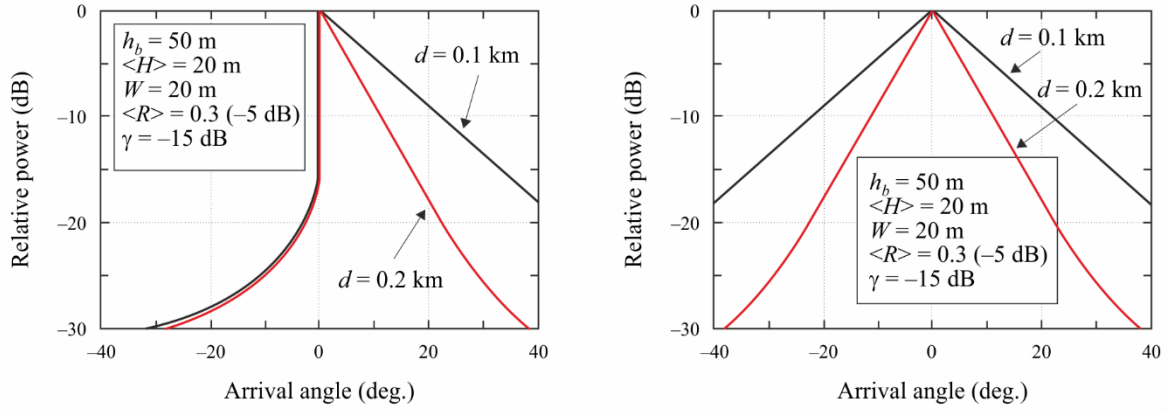 0
–10
–20
–30
Relative power (dB)
h_b = 50 m
<H> = 20 m
W = 20 m
<R> = 0.3 (–5 dB)
γ = –15 dB
d = 0.1 km
d = 0.2 km
–40
–20
0
20
40
Arrival angle (deg.)
0
–10
–20
–30
Relative power (dB)
d = 0.1 km
d = 0.2 km
h_b = 50 m
<H> = 20 m
W = 20 m
<R> = 0.3 (–5 dB)
γ = –15 dB
–40
–20
0
20
40
Arrival angle (deg.)